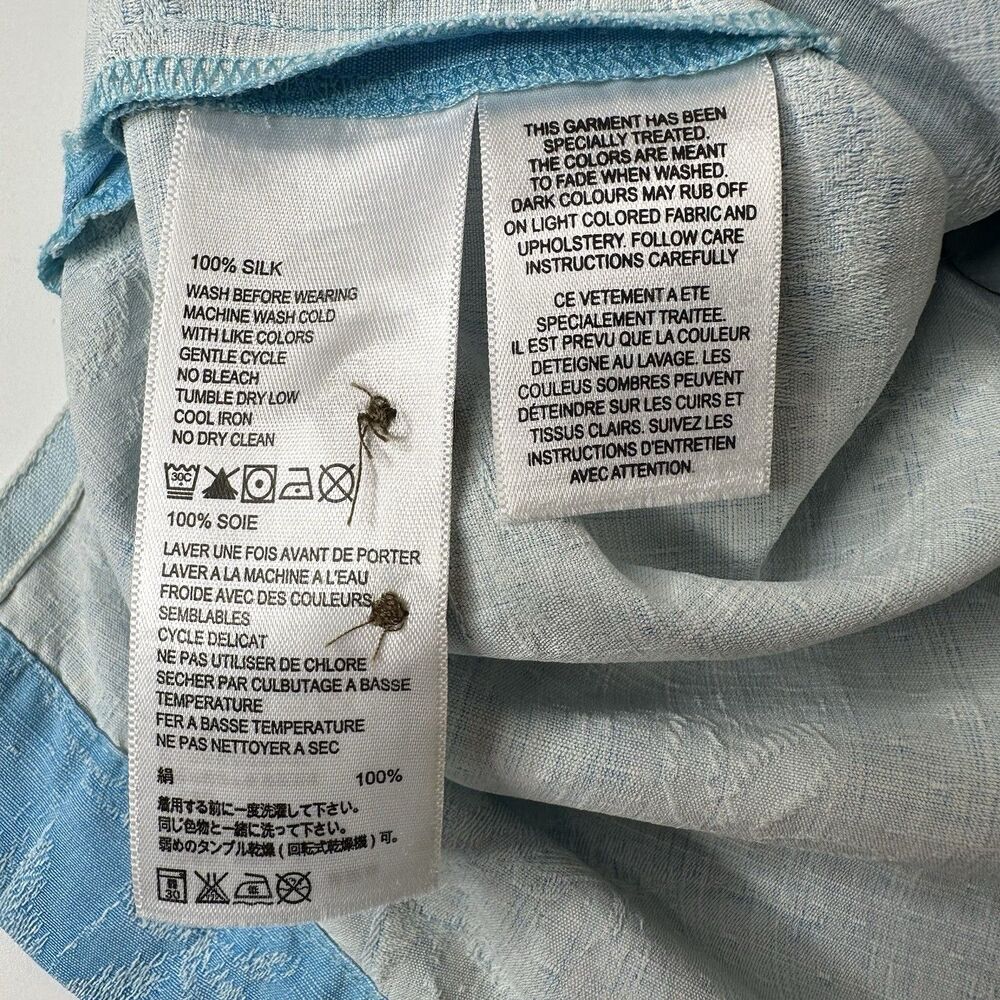 100% SILK
WASH BEFORE WEARING
MACHINE WASH COLD
WITH LIKE COLORS
GENTLE CYCLE
NO BLEACH
TUMBLE DRY LOW
COOL IRON
NO DRY CLEAN
30C
100% SOIE
LAVER UNE FOIS AVANT DE PORTER
LAVER A LA MACHINE A L'EAU
FROIDE AVEC DES COULEURS
SEMBLABLES
CYCLE DELICAT
NE PAS UTILISER DE CHLORE
SECHER PAR CULBUTAGE A BASSE
TEMPERATURE
FER A BASSE TEMPERATURE
NE PAS NETTOYER A SEC
絹 100%
着用する前に一度洗濯して下さい。
同じ色物と一緒に洗って下さい。
弱めのタンブル乾燥(回転式乾燥機)可。
30
THIS GARMENT HAS BEEN
SPECIALLY TREATED.
THE COLORS ARE MEANT
TO FADE WHEN WASHED.
DARK COLOURS MAY RUB OFF
ON LIGHT COLORED FABRIC AND
UPHOLSTERY. FOLLOW CARE
INSTRUCTIONS CAREFULLY
CE VETEMENT A ETE
SPECIALEMENT TRAITEE.
IL EST PREVU QUE LA COULEUR
DETEIGNE AU LAVAGE. LES
COULEUS SOMBRES PEUVENT
DÉTEINDRE SUR LES CUIRS ET
TISSUS CLAIRS. SUIVEZ LES
INSTRUCTIONS D'ENTRETIEN
AVEC ATTENTION